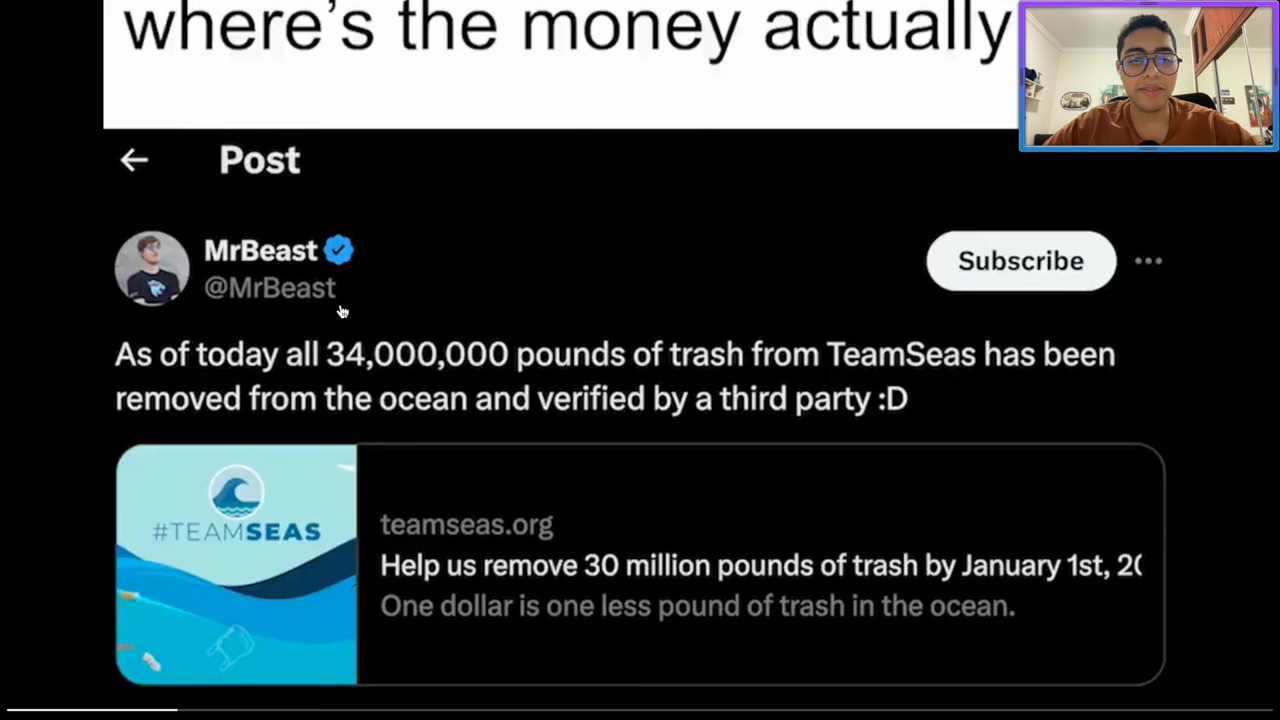 where's the money actually
Post
MrBeast
@MrBeast
Subscribe
As of today all 34,000,000 pounds of trash from TeamSeas has been
removed from the ocean and verified by a third party :D
#TEAMSEAS
teamseas.org
Help us remove 30 million pounds of trash by January 1st, 20
One dollar is one less pound of trash in the ocean.